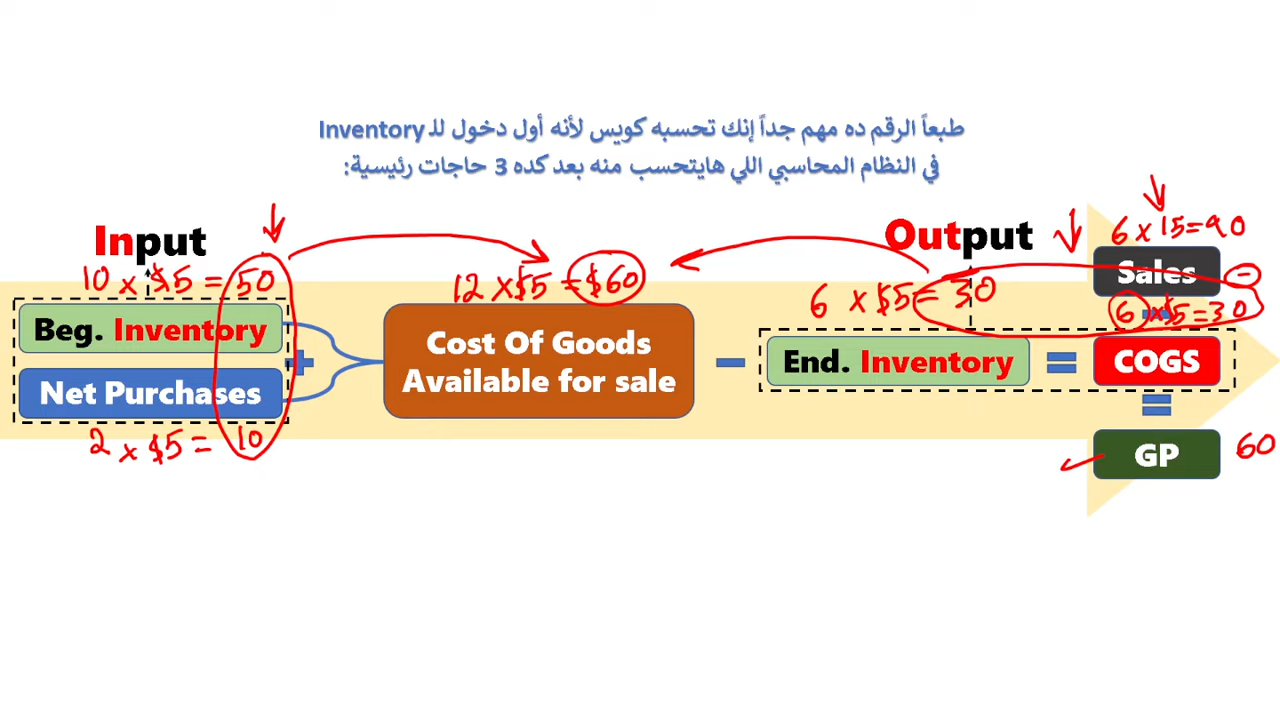 طبعاً الرقم ده مهم جداً إنك تحسبه كويس لأنه أول دخول للـ Inventory
في النظام المحاسبي اللي هايتحسب منه بعد كده 3 حاجات رئيسية:
Input
Output
6 x 15 = 90
10 x $5 = 50
12 x $5 = $60
6 x $5 = 30
Sales
-
6 x $5 = 30
Beg. Inventory
+
Net Purchases
Cost Of Goods
Available for sale
-
End. Inventory
=
COGS
=
2 x $5 = 10
GP
60